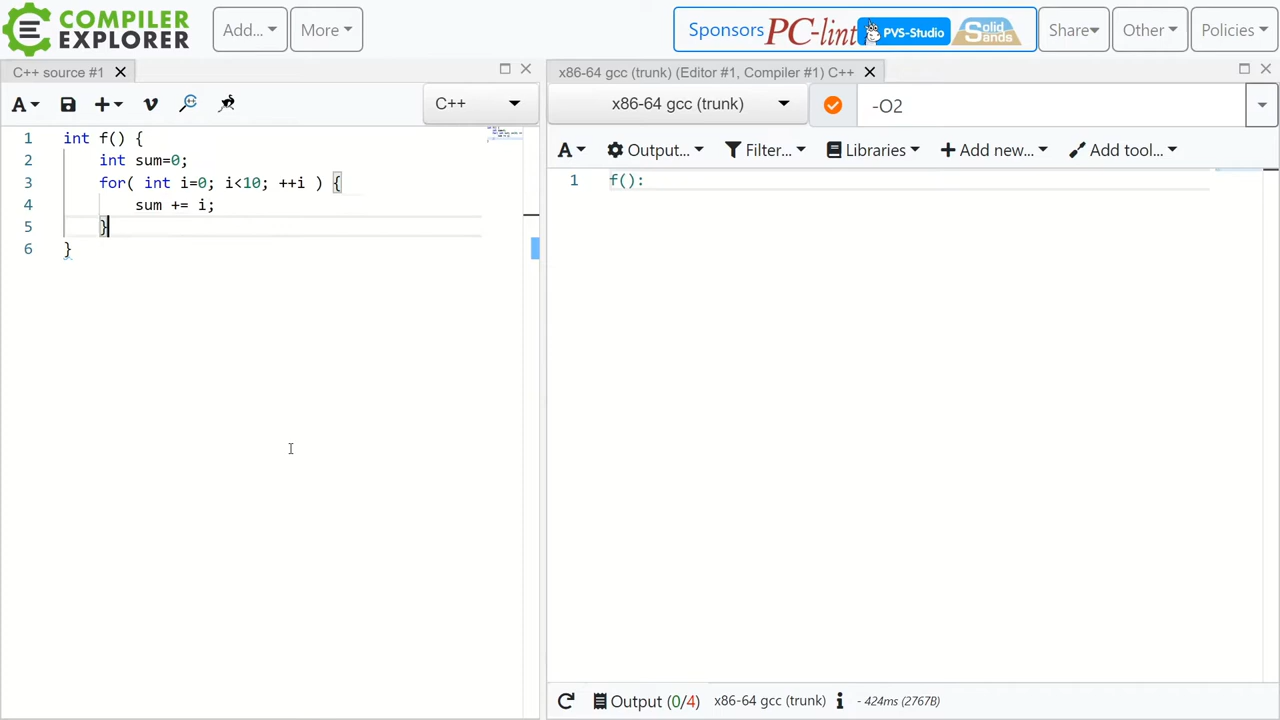 COMPILER
EXPLORER
Add...
More
Sponsors PC-lint PVS-Studio Solid Sands
Share
Other
Policies
C++ source #1
x86-64 gcc (trunk) (Editor #1, Compiler #1) C++
A
C++
x86-64 gcc (trunk)
-O2
A Output... Filter... Libraries Add new... Add tool...
1 int f() {
2 int sum=0;
3 for( int i=0; i<10; ++i ) {
4 sum += i;
5 }
6 }
1 f():
Output (0/4) x86-64 gcc (trunk) i - 424ms (2767B)